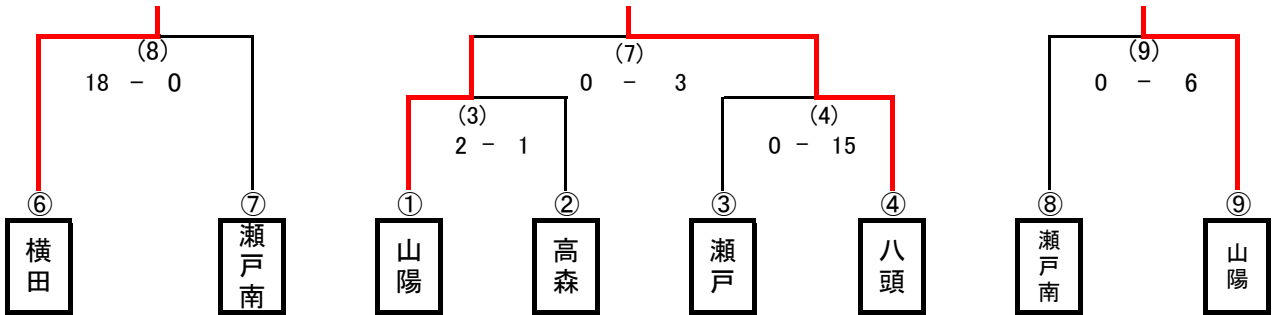 (8)
18 － 0
⑥
横田
⑦
瀬戸南
(7)
0 － 3
(3)
2 － 1
(4)
0 － 15
①
山陽
②
高森
③
瀬戸
④
八頭
(9)
0 － 6
⑧
瀬戸南
⑨
山陽